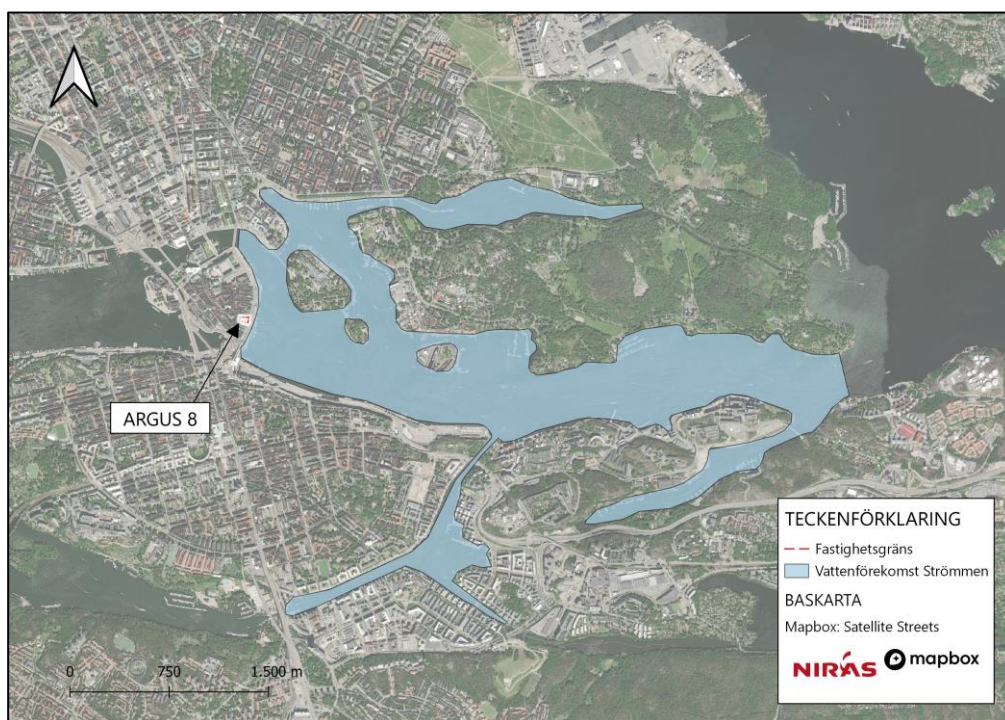 ARGUS 8
TECKENFÖRKLARING
Fastighetsgräns
Vattenförekomst Strömmen
BASKARTA
Mapbox: Satellite Streets
NIRAS mapbox
0 750 1.500 m